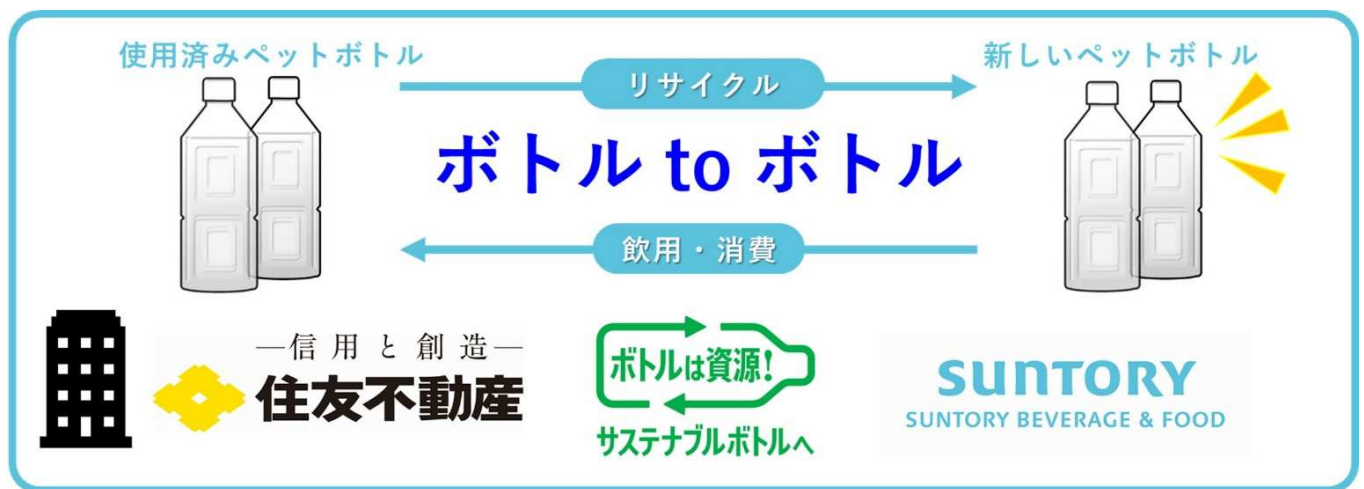 使用済みペットボトル
リサイクル
新しいペットボトル
ボトル to ボトル
飲用・消費
―信用と創造―
住友不動産
ボトルは資源!
サステナブルボトルへ
SUNTORY
SUNTORY BEVERAGE & FOOD